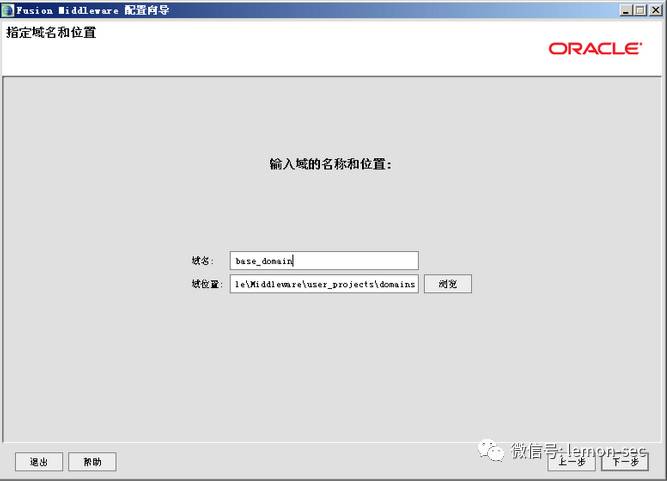 Fusion Middleware 配置向导
指定域名和位置
ORACLE
输入域的名称和位置:
域名: base_domain
域位置: le\Middleware\user_projects\domains 浏览
微信号: lemon-sec
退出 帮助 上一步 下一步